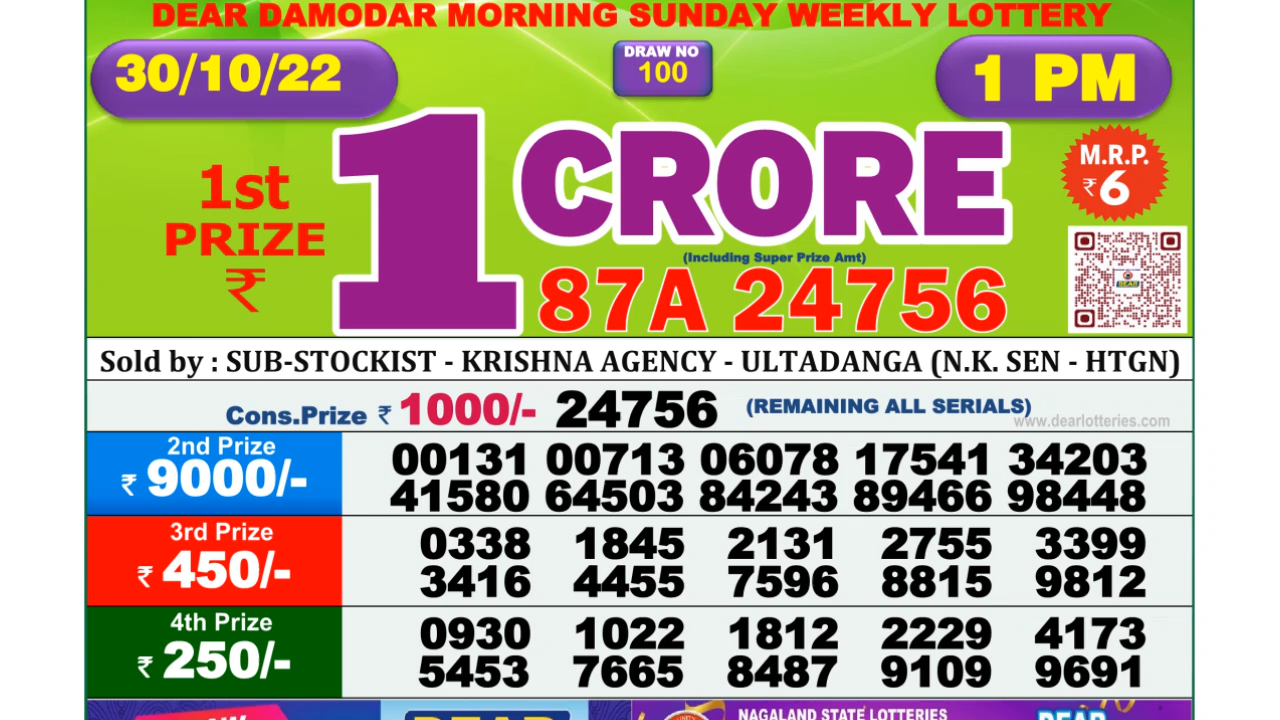 DEAR DAMODAR MORNING SUNDAY WEEKLY LOTTERY
30/10/22
DRAW NO
100
1 PM
1st
PRIZE
₹
1 CRORE
M.R.P.
₹6
(Including Super Prize Amt)
87A 24756
DEAR
Sold by : SUB-STOCKIST - KRISHNA AGENCY - ULTADANGA (N.K. SEN - HTGN)
Cons.Prize ₹ 1000/- 24756 (REMAINING ALL SERIALS)
www.dearlotteries.com
2nd Prize
₹ 9000/-
00131 00713 06078 17541 34203
41580 64503 84243 89466 98448
3rd Prize
₹ 450/-
0338 1845 2131 2755 3399
3416 4455 7596 8815 9812
4th Prize
₹ 250/-
0930 1022 1812 2229 4173
5453 7665 8487 9109 9691
DEAR
NAGALAND STATE LOTTERIES
DEAR